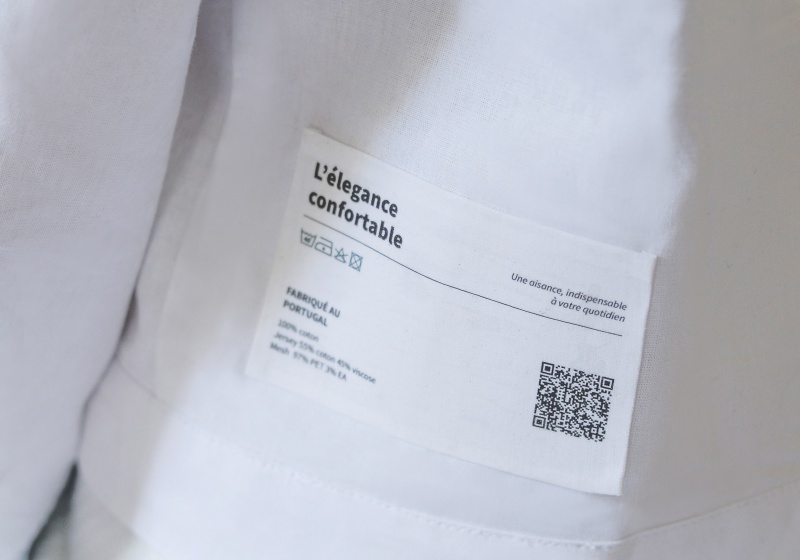 L'élegance
confortable
Une aisance, indispensable
à votre quotidien
FABRIQUÉ AU
PORTUGAL
100% coton
Jersey 55% coton 45% viscose
Mesh 97% PET 3% EA